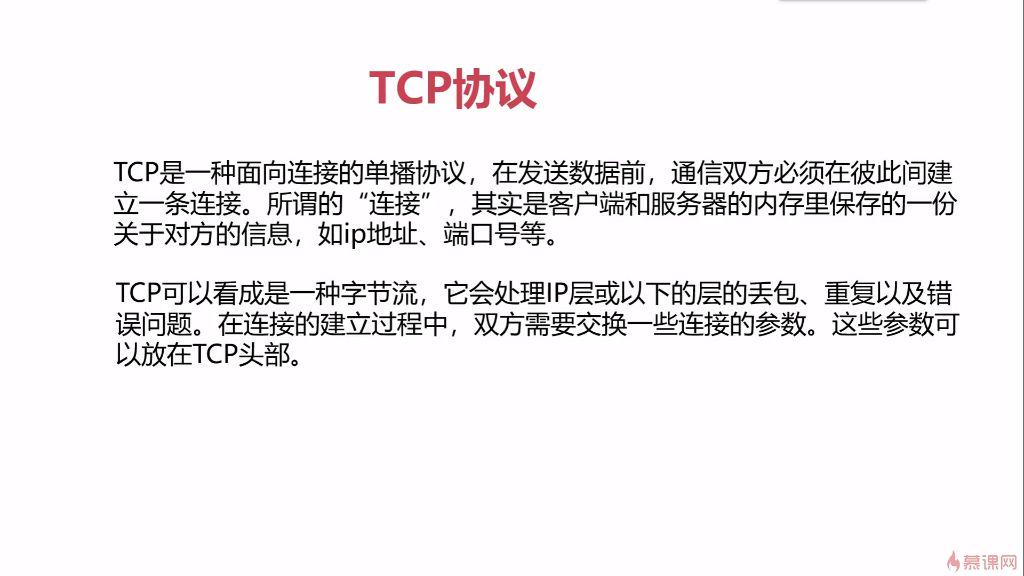 TCP协议
TCP是一种面向连接的单播协议，在发送数据前，通信双方必须在彼此间建
立一条连接。所谓的“连接”，其实是客户端和服务器的内存里保存的一份
关于对方的信息，如ip地址、端口号等。
TCP可以看成是一种字节流，它会处理IP层或以下的层的丢包、重复以及错
误问题。在连接的建立过程中，双方需要交换一些连接的参数。这些参数可
以放在TCP头部。
慕课网